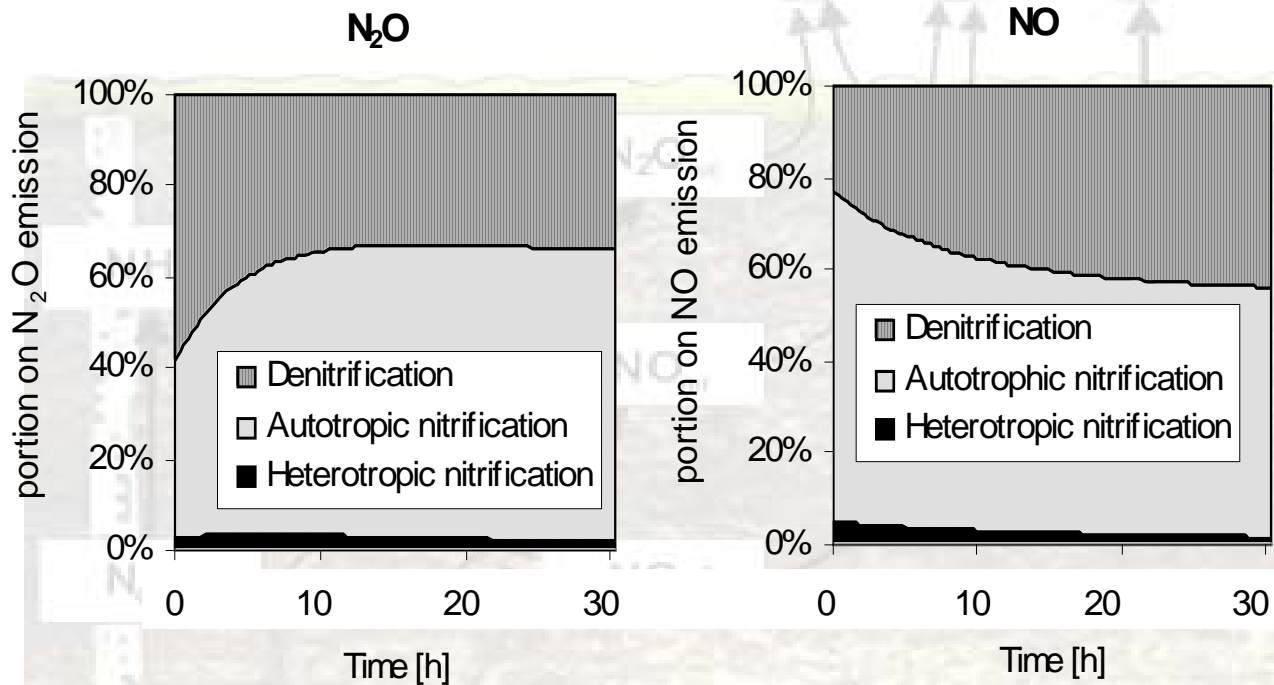 N₂O
100%
80%
60%
40%
20%
0%
portion on N₂O emission
Denitrification
Autotropic nitrification
Heterotropic nitrification
0 10 20 30
Time [h]
NO
100%
80%
60%
40%
20%
0%
portion on NO emission
Denitrification
Autotrophic nitrification
Heterotropic nitrification
0 10 20 30
Time [h]
N₂O
NO